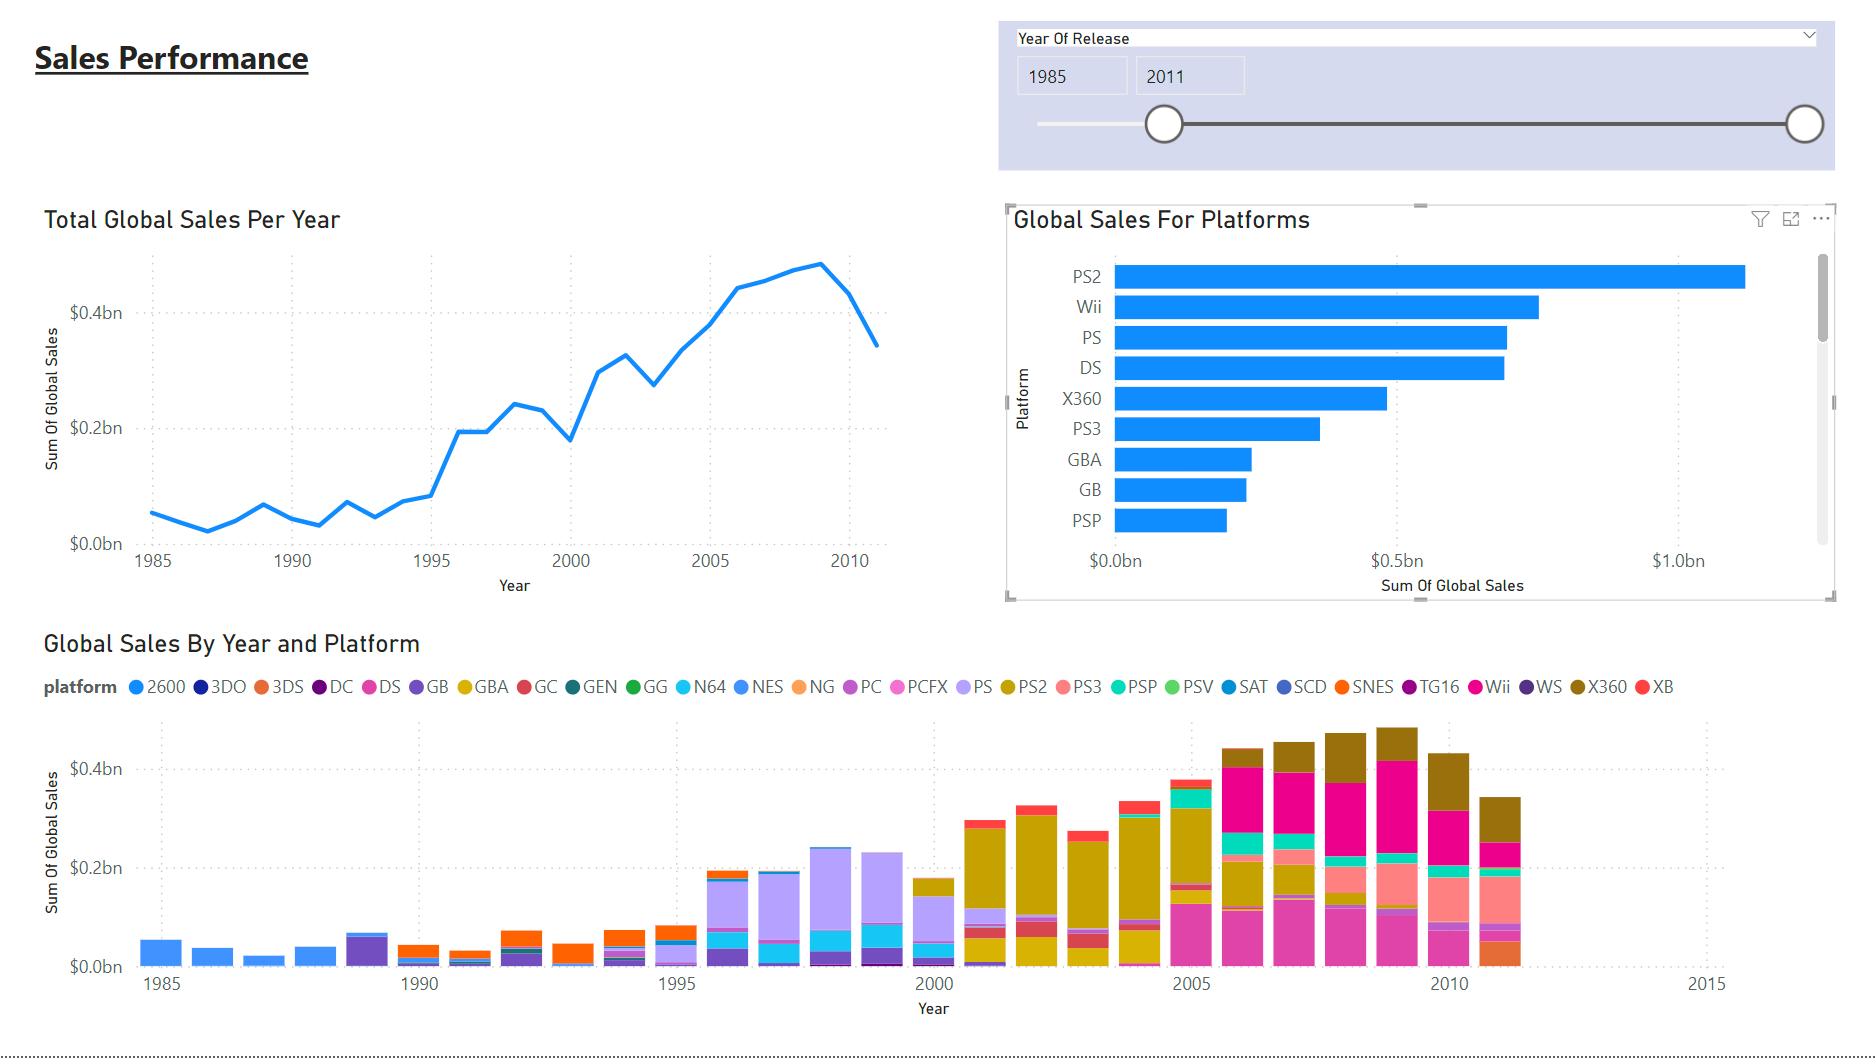 Sales Performance
Year Of Release
1985 2011
Total Global Sales Per Year
Sum Of Global Sales
$0.4bn
$0.2bn
$0.0bn
1985 1990 1995 2000 2005 2010
Year
Global Sales For Platforms
Platform
PS2
Wii
PS
DS
X360
PS3
GBA
GB
PSP
$0.0bn $0.5bn $1.0bn
Sum Of Global Sales
Global Sales By Year and Platform
platform 2600 3DO 3DS DC DS GB GBA GC GEN GG N64 NES NG PC PCFX PS PS2 PS3 PSP PSV SAT SCD SNES TG16 Wii WS X360 XB
Sum Of Global Sales
$0.4bn
$0.2bn
$0.0bn
1985 1990 1995 2000 2005 2010 2015
Year